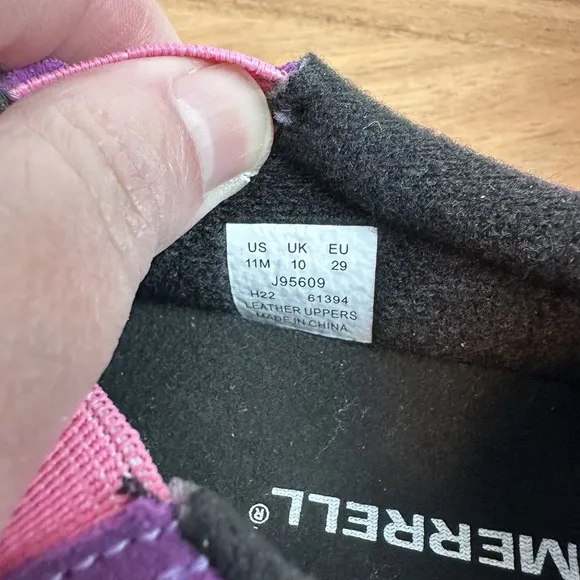 US UK EU
11M 10 29
J95609
H22 61394
LEATHER UPPERS
MADE IN CHINA
MERRELL®